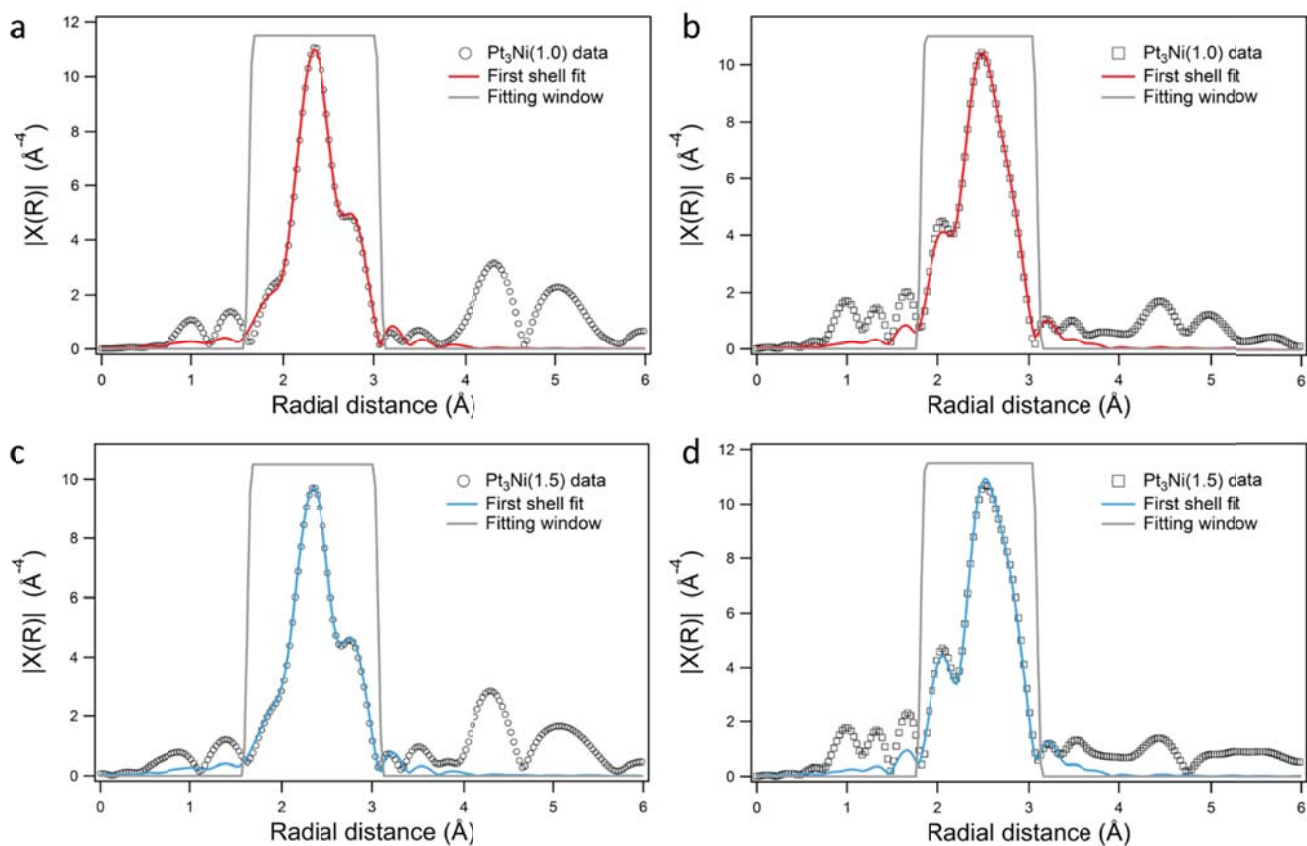 a
12
10
8
6
4
2
0
|X(R)| (Å⁻⁴)
Pt₃Ni(1.0) data
First shell fit
Fitting window
0 1 2 3 4 5 6
Radial distance (Å)
b
10
8
6
4
2
0
|X(R)| (Å⁻⁴)
Pt₃Ni(1.0) data
First shell fit
Fitting window
0 1 2 3 4 5 6
Radial distance (Å)
c
10
8
6
4
2
0
|X(R)| (Å⁻⁴)
Pt₃Ni(1.5) data
First shell fit
Fitting window
0 1 2 3 4 5 6
Radial distance (Å)
d
12
10
8
6
4
2
0
|X(R)| (Å⁻⁴)
Pt₃Ni(1.5) data
First shell fit
Fitting window
0 1 2 3 4 5 6
Radial distance (Å)